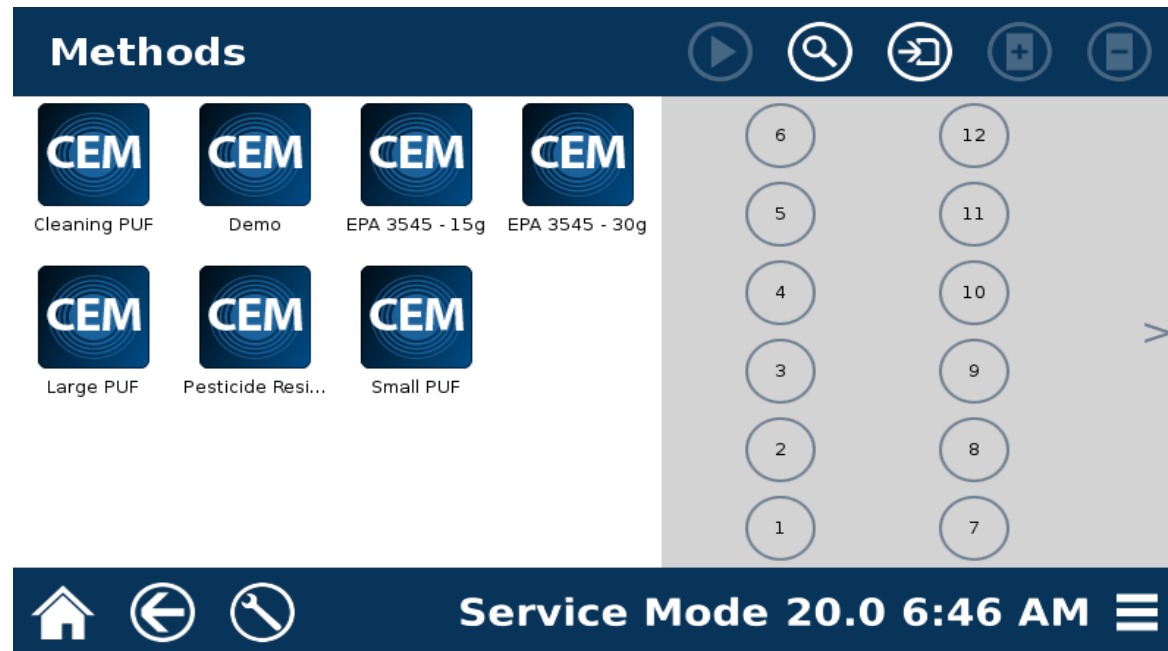 Methods
CEM CEM CEM CEM
Cleaning PUF Demo EPA 3545 - 15g EPA 3545 - 30g
CEM CEM CEM
Large PUF Pesticide Resi... Small PUF
6 12
5 11
4 10
3 9
2 8
1 7
>
Service Mode 20.0 6:46 AM